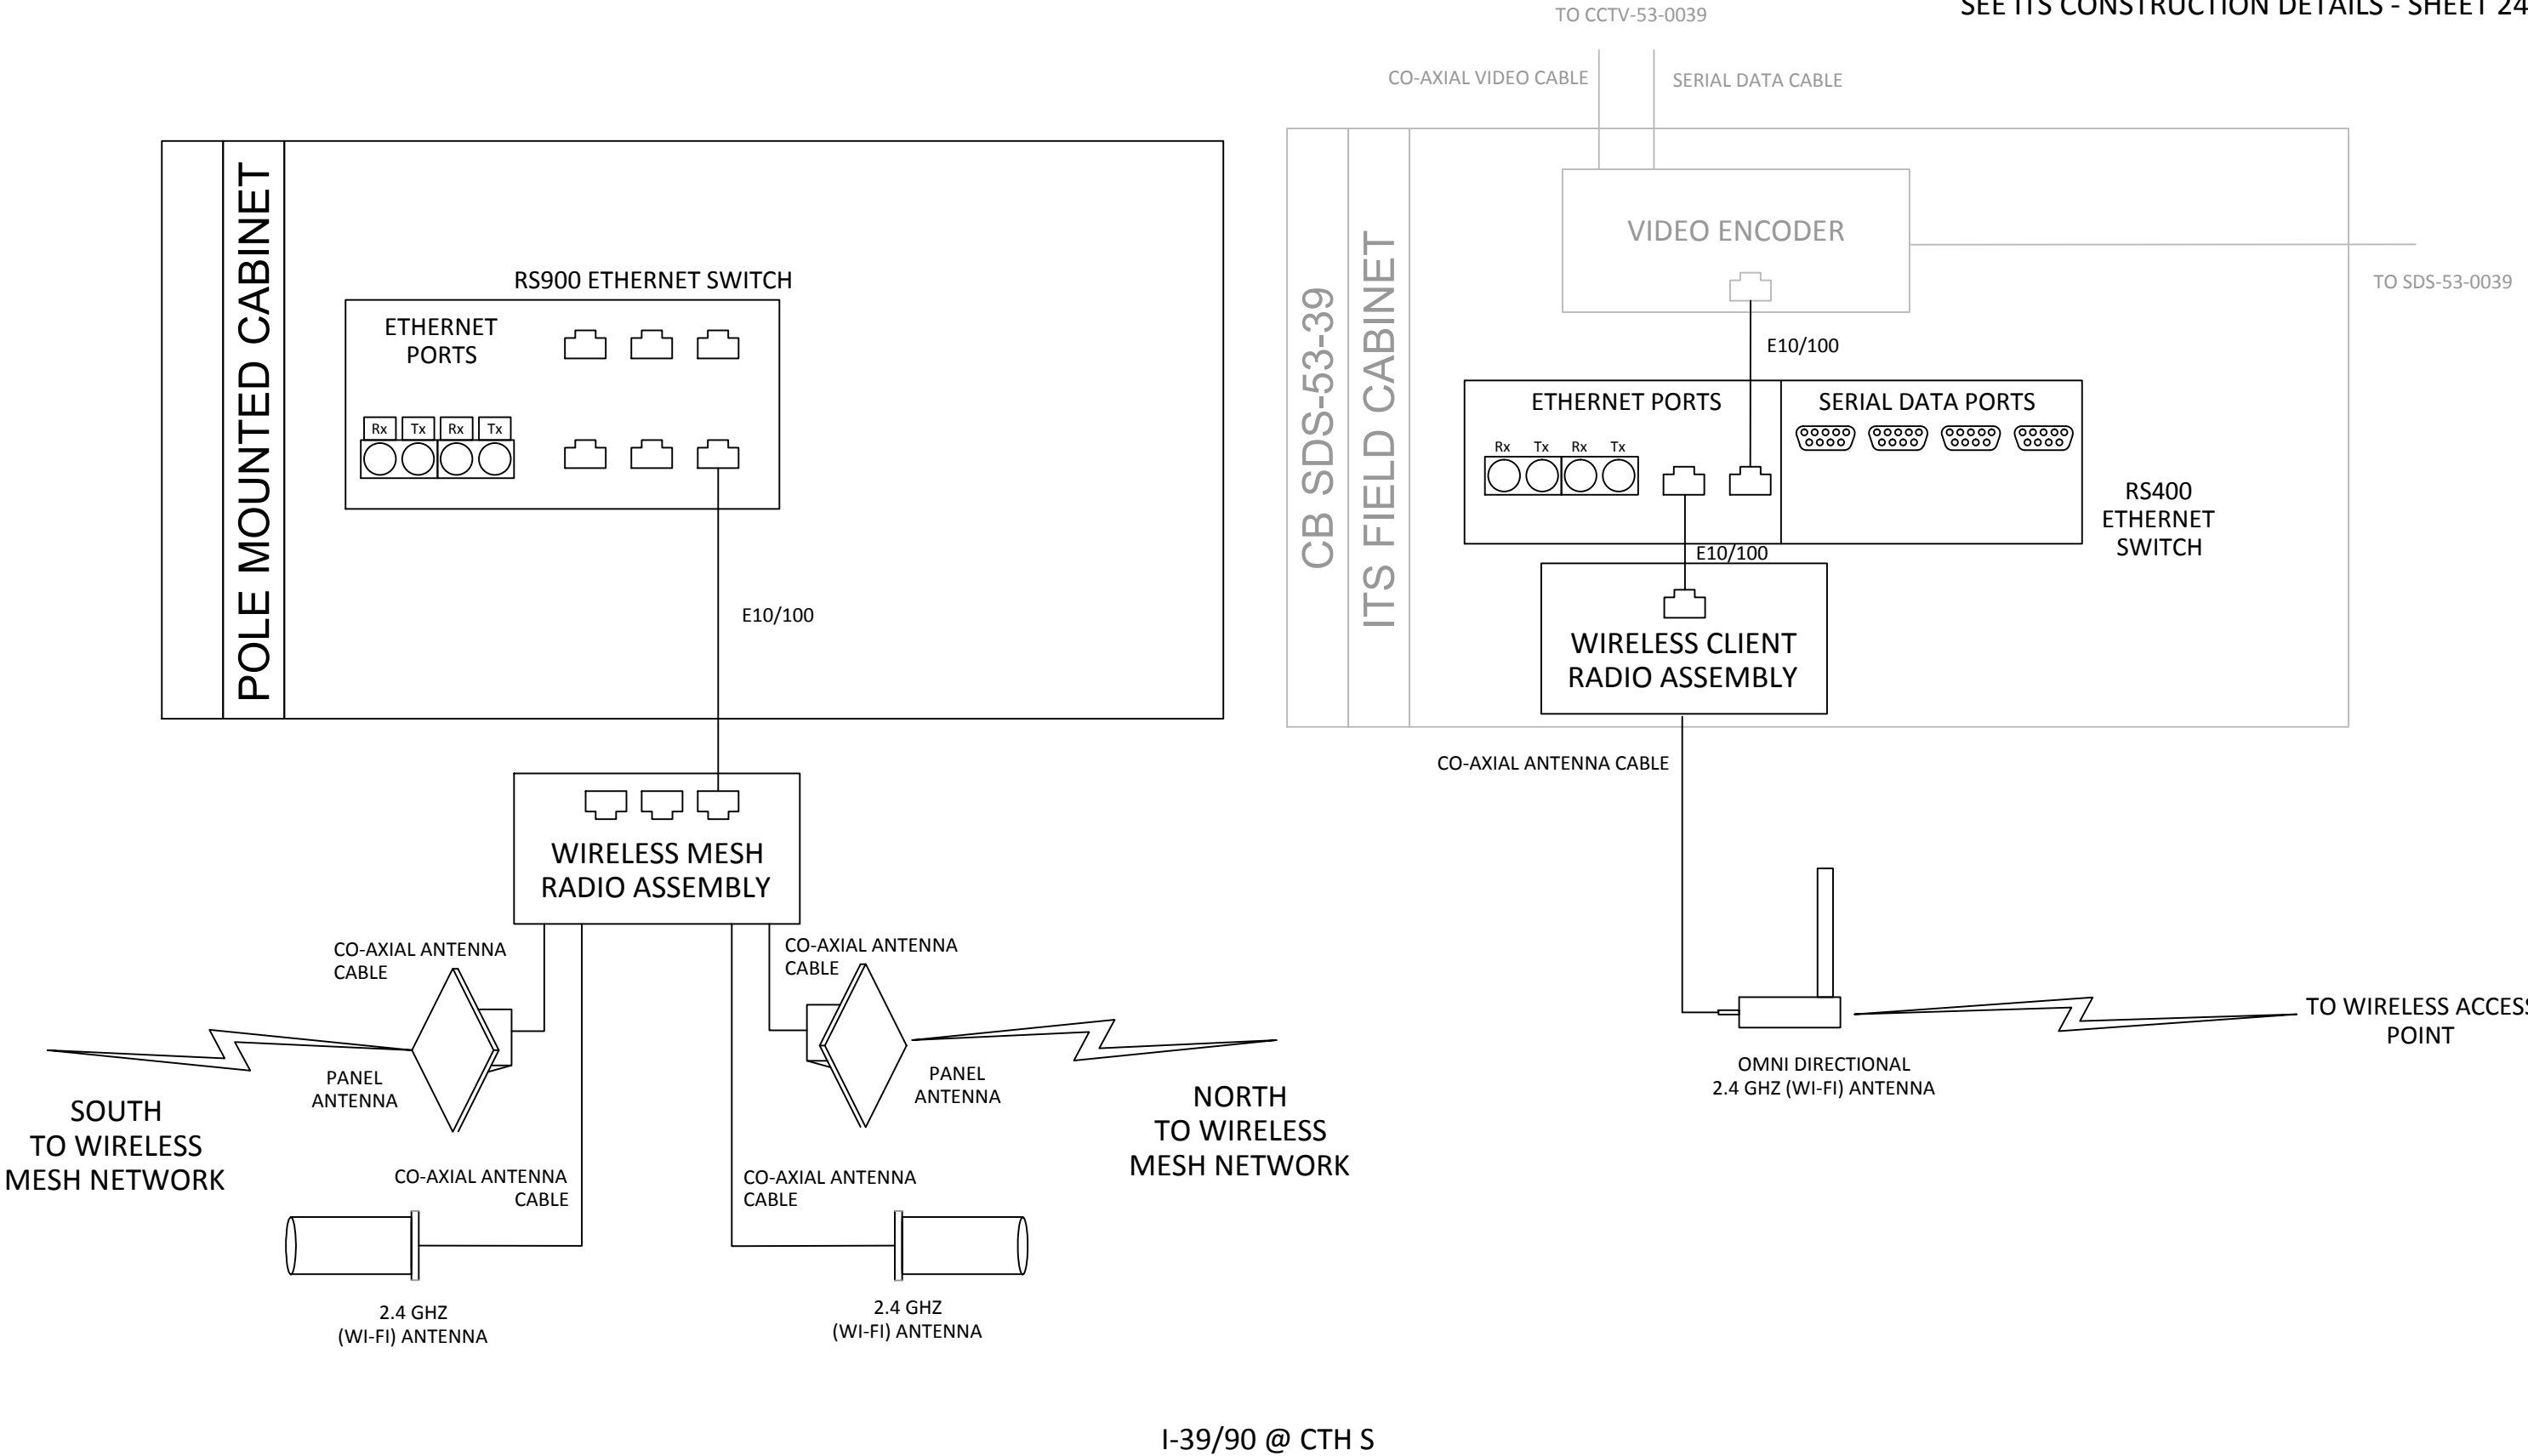 SEE ITS CONSTRUCTION DETAILS - SHEET 24
TO CCTV-53-0039
CO-AXIAL VIDEO CABLE
SERIAL DATA CABLE
POLE MOUNTED CABINET
RS900 ETHERNET SWITCH
ETHERNET
PORTS
Rx Tx Rx Tx
E10/100
WIRELESS MESH
RADIO ASSEMBLY
CO-AXIAL ANTENNA
CABLE
CO-AXIAL ANTENNA
CABLE
PANEL
ANTENNA
PANEL
ANTENNA
SOUTH
TO WIRELESS
MESH NETWORK
NORTH
TO WIRELESS
MESH NETWORK
CO-AXIAL ANTENNA
CABLE
CO-AXIAL ANTENNA
CABLE
2.4 GHZ
(WI-FI) ANTENNA
2.4 GHZ
(WI-FI) ANTENNA
CB SDS-53-39
ITS FIELD CABINET
VIDEO ENCODER
TO SDS-53-0039
E10/100
ETHERNET PORTS
SERIAL DATA PORTS
Rx Tx Rx Tx
RS400
ETHERNET
SWITCH
E10/100
WIRELESS CLIENT
RADIO ASSEMBLY
CO-AXIAL ANTENNA CABLE
TO WIRELESS ACCESS
POINT
OMNI DIRECTIONAL
2.4 GHZ (WI-FI) ANTENNA
I-39/90 @ CTH S